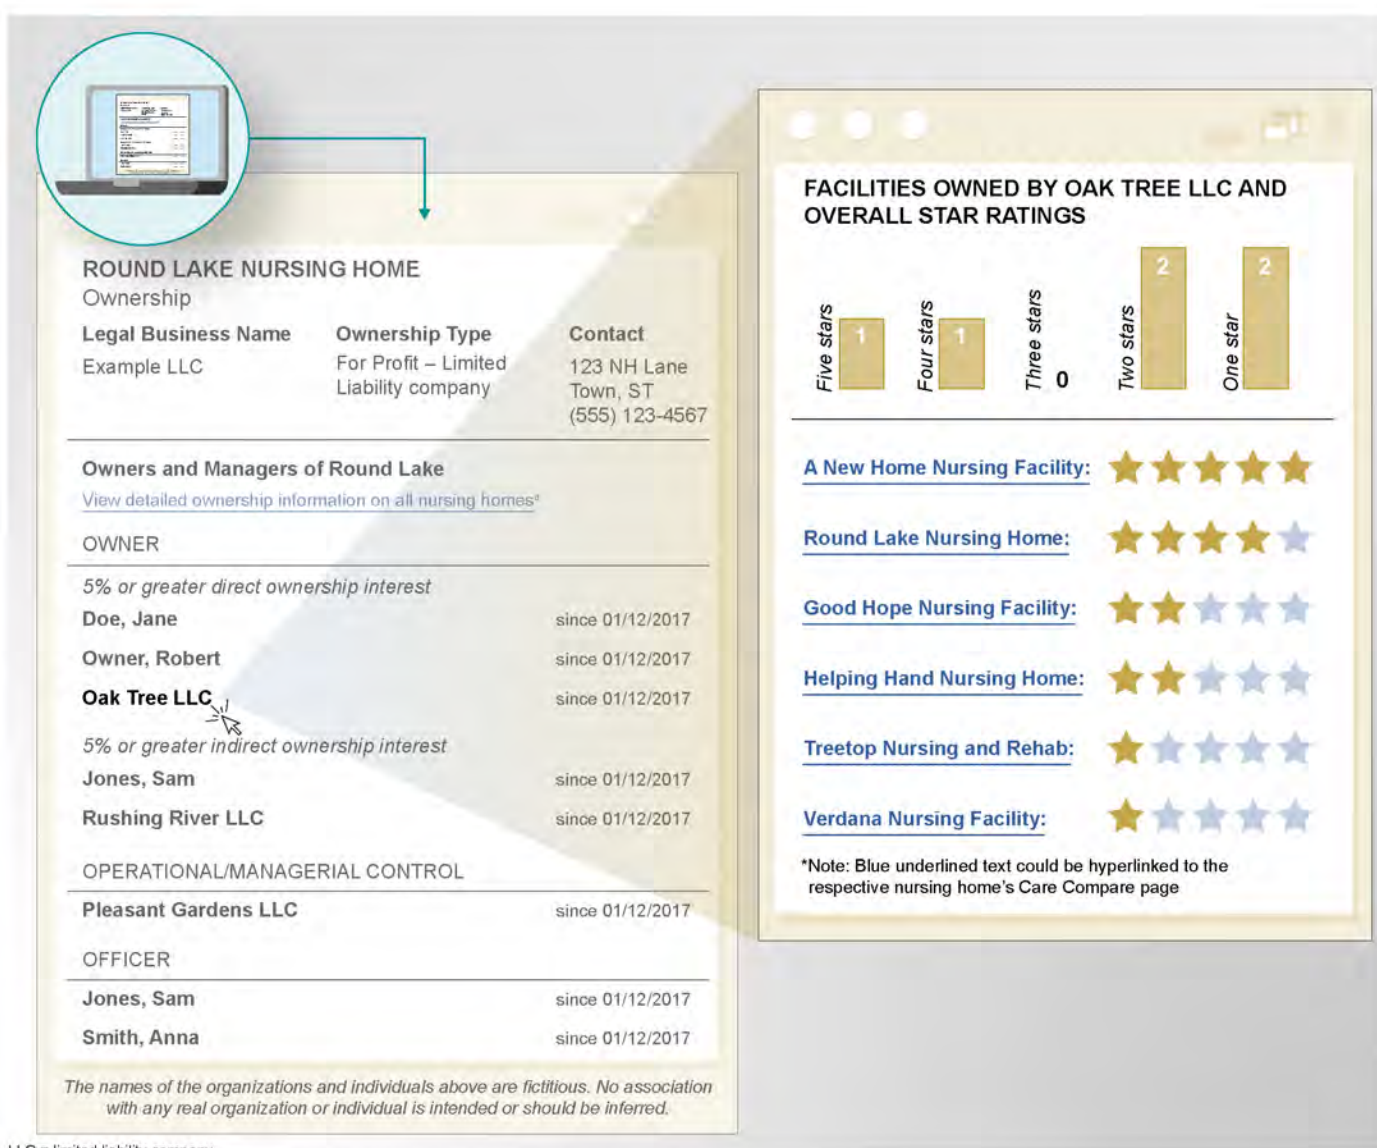 ROUND LAKE NURSING HOME
Ownership
Legal Business Name
Example LLC
Ownership Type
For Profit – Limited
Liability company
Contact
123 NH Lane
Town, ST
(555) 123-4567
Owners and Managers of Round Lake
View detailed ownership information on all nursing homesª
OWNER
5% or greater direct ownership interest
Doe, Jane since 01/12/2017
Owner, Robert since 01/12/2017
Oak Tree LLC since 01/12/2017
5% or greater indirect ownership interest
Jones, Sam since 01/12/2017
Rushing River LLC since 01/12/2017
OPERATIONAL/MANAGERIAL CONTROL
Pleasant Gardens LLC since 01/12/2017
OFFICER
Jones, Sam since 01/12/2017
Smith, Anna since 01/12/2017
The names of the organizations and individuals above are fictitious. No association
with any real organization or individual is intended or should be inferred.
FACILITIES OWNED BY OAK TREE LLC AND
OVERALL STAR RATINGS
Five stars 1
Four stars 1
Three stars 0
Two stars 2
One star 2
A New Home Nursing Facility:
Round Lake Nursing Home:
Good Hope Nursing Facility:
Helping Hand Nursing Home:
Treetop Nursing and Rehab:
Verdana Nursing Facility:
*Note: Blue underlined text could be hyperlinked to the
respective nursing home's Care Compare page